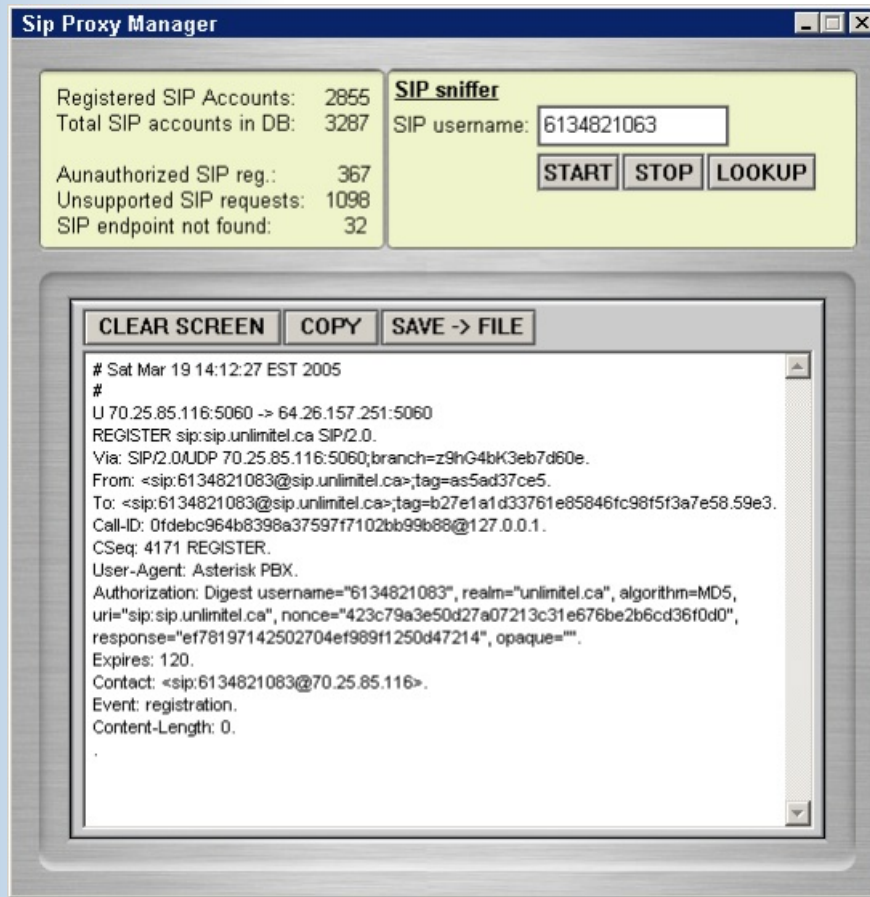 Sip Proxy Manager
Registered SIP Accounts: 2855
Total SIP accounts in DB: 3287
Aunauthorized SIP reg.: 367
Unsupported SIP requests: 1098
SIP endpoint not found: 32
SIP sniffer
SIP username: 6134821063
START STOP LOOKUP
CLEAR SCREEN COPY SAVE -> FILE
# Sat Mar 19 14:12:27 EST 2005
#
U 70.25.85.116:5060 -> 64.26.157.251:5060
REGISTER sip:sip.unlimitel.ca SIP/2.0.
Via: SIP/2.0/UDP 70.25.85.116:5060;branch=z9hG4bK3eb7d60e.
From: <sip:6134821083@sip.unlimitel.ca>;tag=as5ad37ce5.
To: <sip:6134821083@sip.unlimitel.ca>;tag=b27e1a1d33761e85846fc98f5f3a7e58.59e3.
Call-ID: 0fdebc964b8398a37597f7102bb99b88@127.0.0.1.
CSeq: 4171 REGISTER.
User-Agent: Asterisk PBX.
Authorization: Digest username="6134821083", realm="unlimitel.ca", algorithm=MD5,
uri="sip:sip.unlimitel.ca", nonce="423c79a3e50d27a07213c31e676be2b6cd36f0d0",
response="ef78197142502704ef989f1250d47214", opaque="".
Expires: 120.
Contact: <sip:6134821083@70.25.85.116>.
Event: registration.
Content-Length: 0.
.